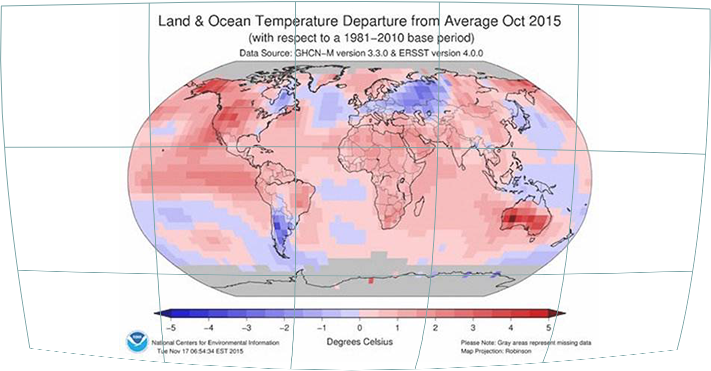 Land & Ocean Temperature Departure from Average Oct 2015
(with respect to a 1981−2010 base period)
Data Source: GHCN−M version 3.3.0 & ERSST version 4.0.0
−5 −4 −3 −2 −1 0 1 2 3 4 5
Degrees Celsius
National Centers for Environmental Information
Tue Nov 17 06:54:34 EST 2015
Please Note: Gray areas represent missing data
Map Projection: Robinson